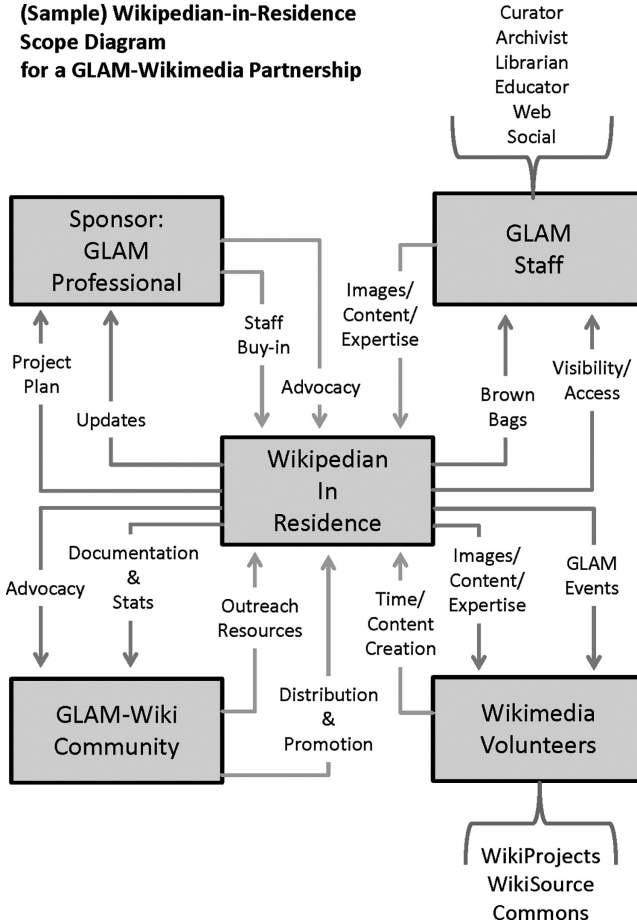 (Sample) Wikipedian-in-Residence
Scope Diagram
for a GLAM-Wikimedia Partnership
Curator
Archivist
Librarian
Educator
Web
Social
Sponsor:
GLAM
Professional
GLAM
Staff
Images/
Content/
Expertise
Staff
Buy-in
Project
Plan
Updates
Advocacy
Brown
Bags
Visibility/
Access
Wikipedian
In
Residence
Advocacy
Documentation
&
Stats
Outreach
Resources
Time/
Content
Creation
Images/
Content/
Expertise
GLAM
Events
Distribution
&
Promotion
GLAM-Wiki
Community
Wikimedia
Volunteers
WikiProjects
WikiSource
Commons